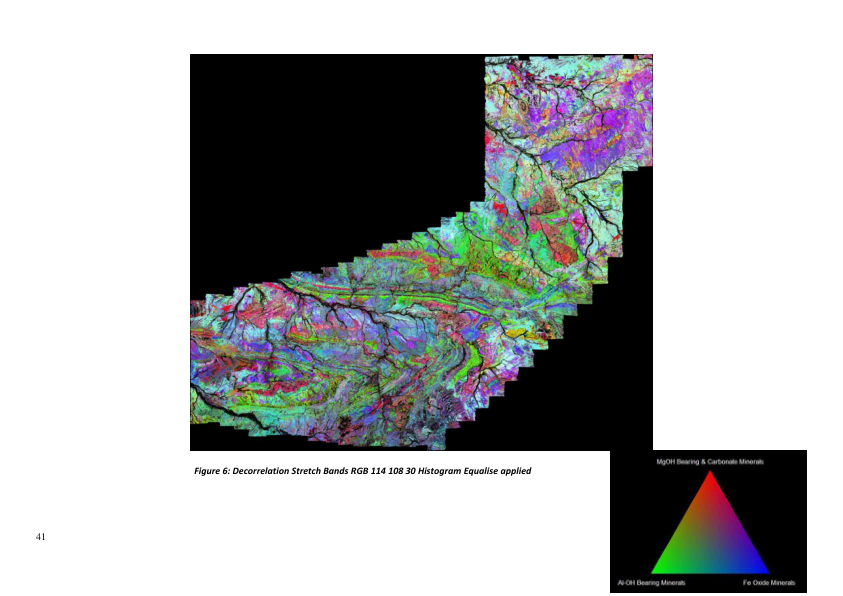 Figure 6: Decorrelation Stretch Bands RGB 114 108 30 Histogram Equalise applied
MgOH Bearing & Carbonate Minerals
41
Al-OH Bearing Minerals
Fe Oxide Minerals